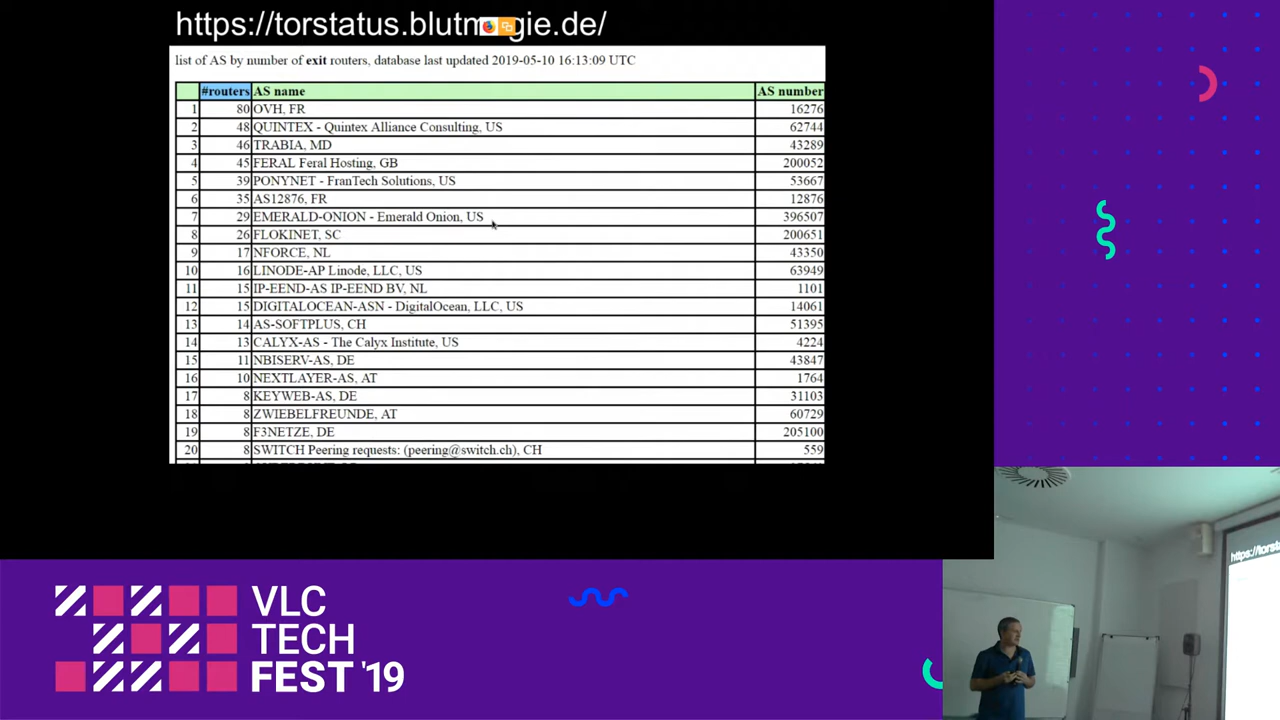 https://torstatus.blutmagie.de/
list of AS by number of exit routers, database last updated 2019-05-10 16:13:09 UTC
#routers AS name AS number
1 80 OVH, FR 16276
2 48 QUINTEX - Quintex Alliance Consulting, US 62744
3 46 TRABIA, MD 43289
4 45 FERAL Feral Hosting, GB 200052
5 39 PONYNET - FranTech Solutions, US 53667
6 35 AS12876, FR 12876
7 29 EMERALD-ONION - Emerald Onion, US 396507
8 26 FLOKINET, SC 200651
9 17 NFORCE, NL 43350
10 16 LINODE-AP Linode, LLC, US 63949
11 15 IP-EEND-AS IP-EEND BV, NL 1101
12 15 DIGITALOCEAN-ASN - DigitalOcean, LLC, US 14061
13 14 AS-SOFTPLUS, CH 51395
14 13 CALYX-AS - The Calyx Institute, US 4224
15 11 NBISERV-AS, DE 43847
16 10 NEXTLAYER-AS, AT 1764
17 8 KEYWEB-AS, DE 31103
18 8 ZWIEBELFREUNDE, AT 60729
19 8 F3NETZE, DE 205100
20 8 SWITCH Peering requests: (peering@switch.ch), CH 559
https://torsta
VLC
TECH
FEST '19